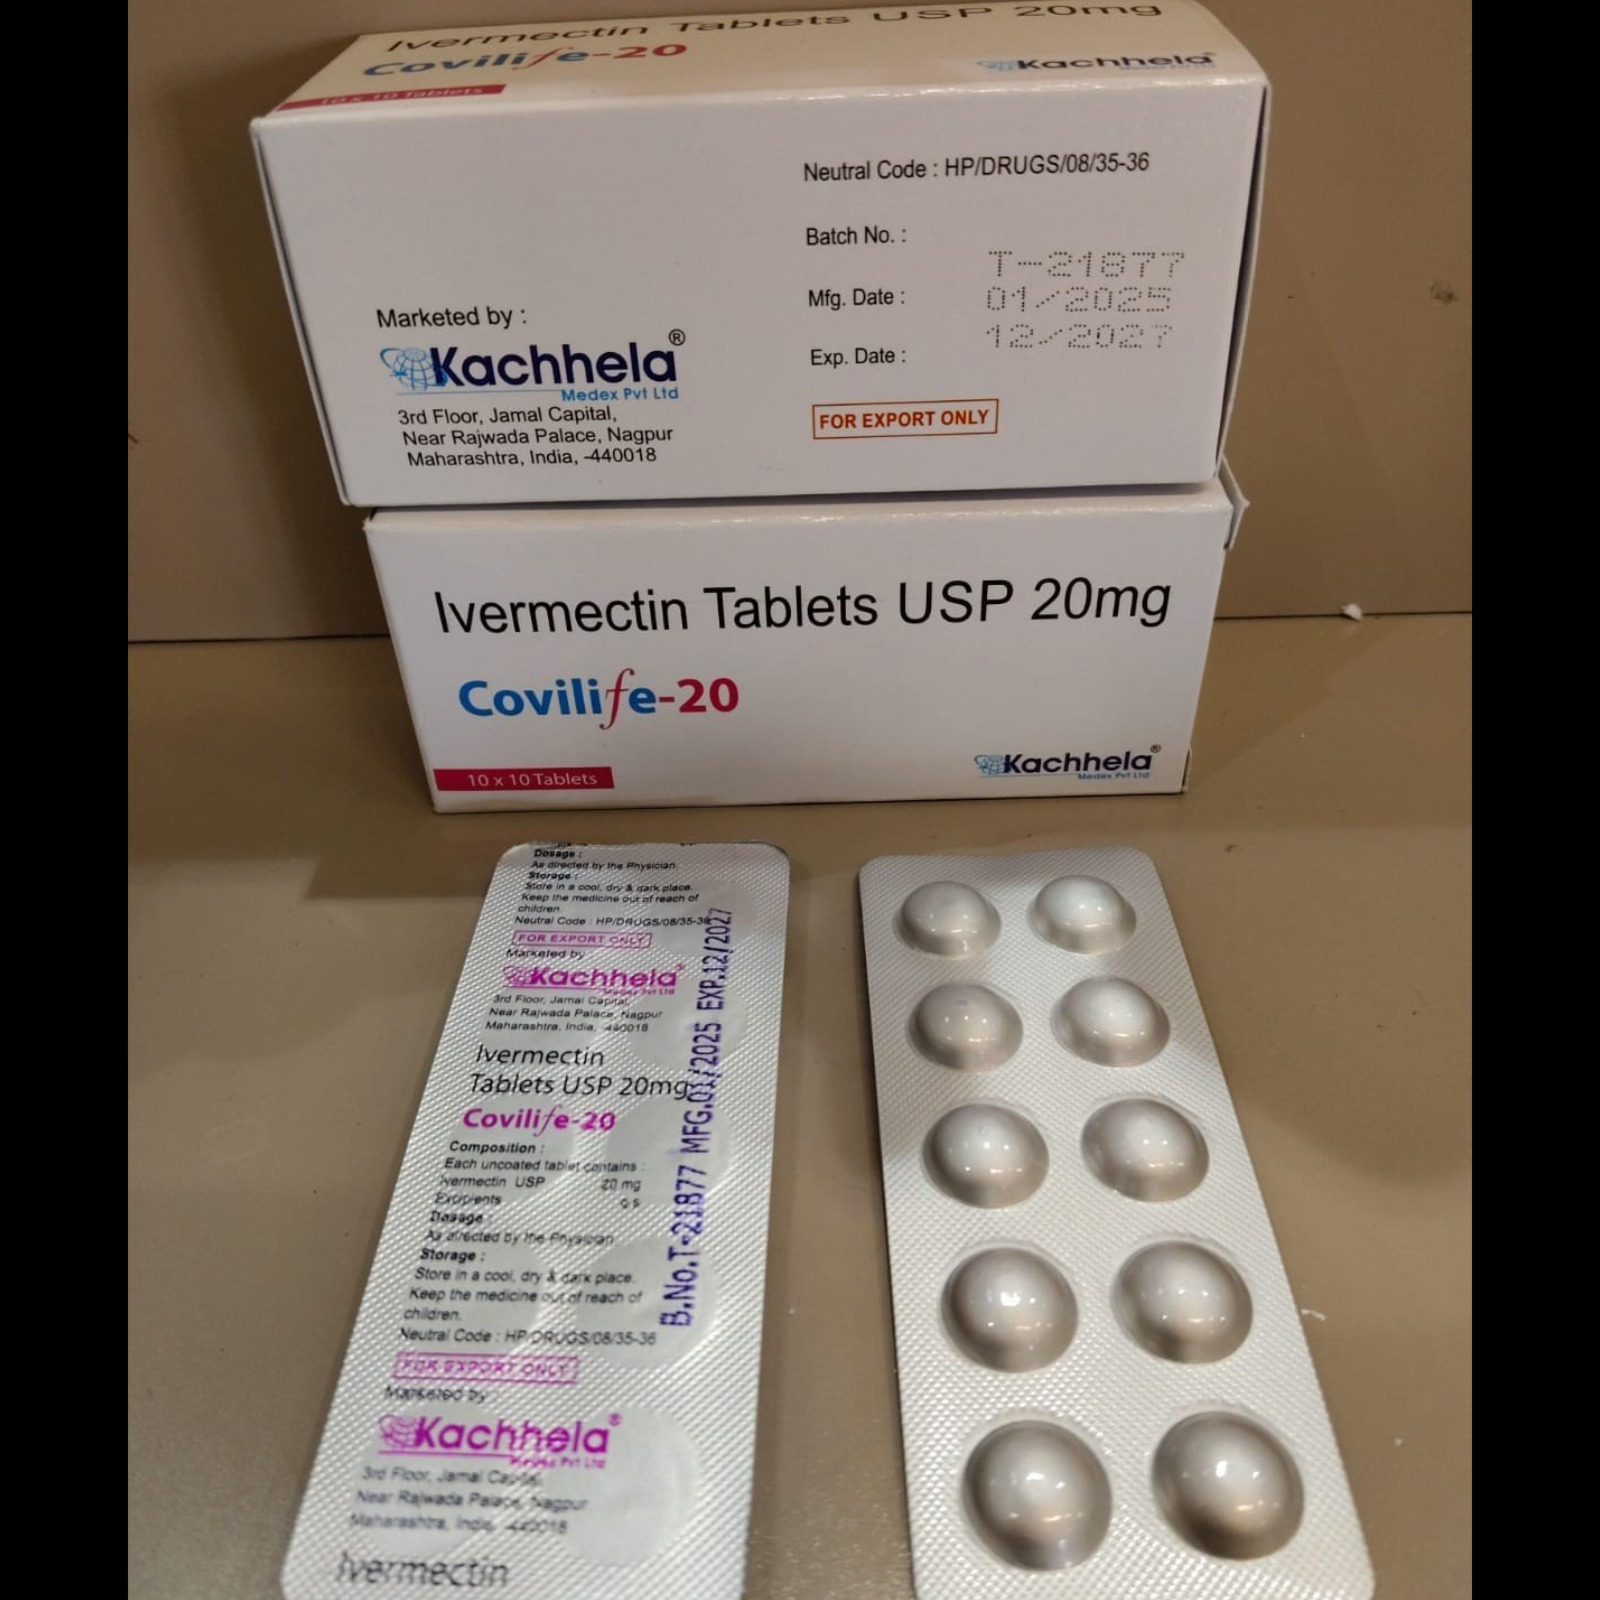 Ivermectin Tablets USP 20mg
Covilife-20
Kachhela®
10 x 10 Tablets
Neutral Code : HP/DRUGS/08/35-36
Batch No. :
T-21877
Mfg. Date :
01/2025
Exp. Date :
12/2027
FOR EXPORT ONLY
Marketed by :
Kachhela®
Medex Pvt Ltd
3rd Floor, Jamal Capital,
Near Rajwada Palace, Nagpur
Maharashtra, India, -440018
Ivermectin Tablets USP 20mg
Covilife-20
10 x 10 Tablets
Kachhela®
Medex Pvt Ltd
Dosage :
As directed by the Physician
Storage :
Store in a cool, dry & dark place.
Keep the medicine out of reach of
children.
Neutral Code : HP/DRUGS/08/35-36
FOR EXPORT ONLY
Marketed by
Kachhela®
Medex Pvt Ltd
3rd Floor, Jamal Capital,
Near Rajwada Palace, Nagpur
Maharashtra, India, -440018
Ivermectin
Tablets USP 20mg
Covilife-20
Composition :
Each uncoated tablet contains :
Ivermectin USP 20 mg
Excipients
Dosage :
As directed by the Physician
Storage :
Store in a cool, dry & dark place.
Keep the medicine out of reach of
children.
Neutral Code : HP/DRUGS/08/35-36
FOR EXPORT ONLY
Marketed by :
Kachhela®
Medex Pvt Ltd
3rd Floor, Jamal Capital,
Near Rajwada Palace, Nagpur
Maharashtra, India, -440018
Ivermectin
B.No.T-21877 MFG.01/2025 EXP.12/2027